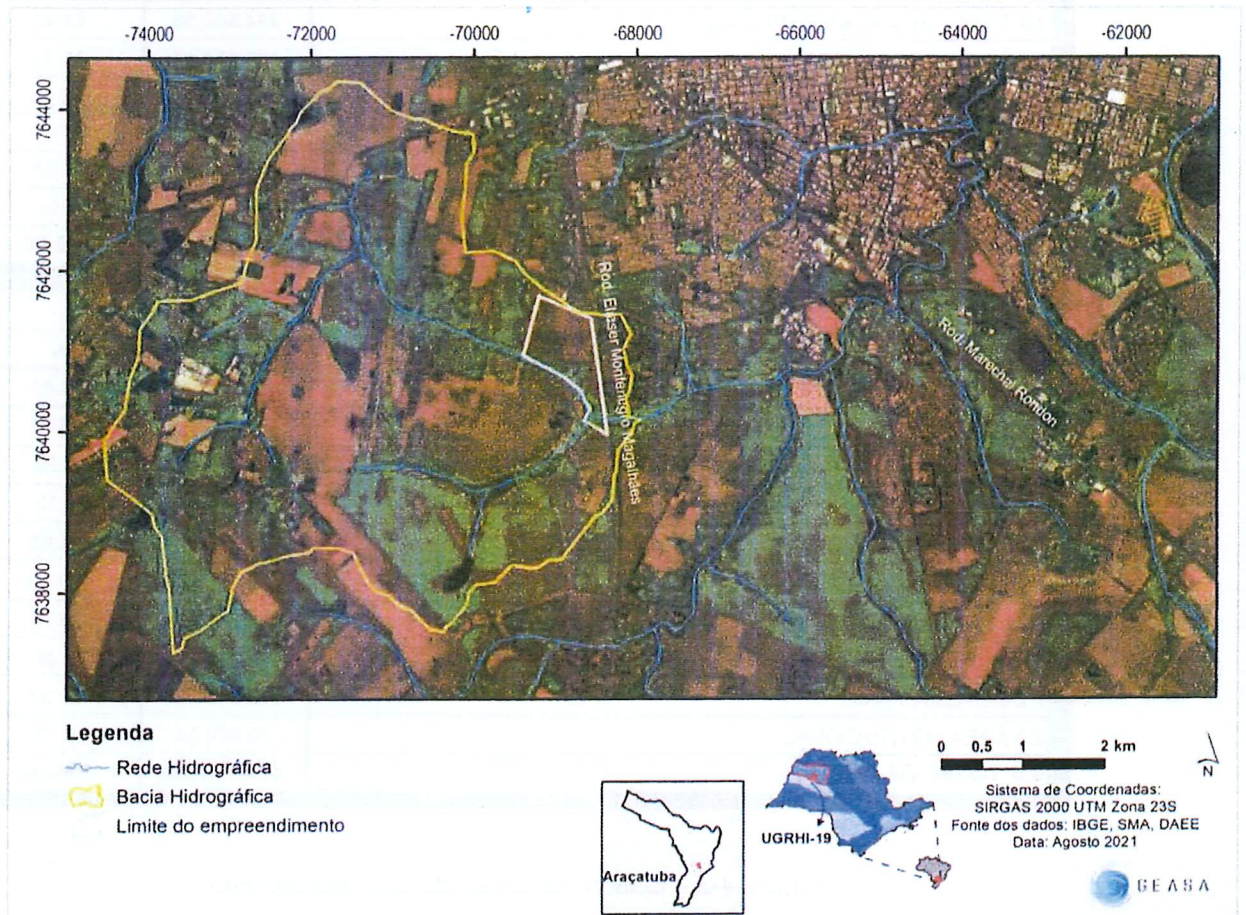 -74000 -72000 -70000 -68000 -66000 -64000 -62000
7644000
7642000
7640000
7638000
Rod. Elieser Montenegro Magalhães
Rod. Marechal Rondon
Legenda
Rede Hidrográfica
Bacia Hidrográfica
Limite do empreendimento
Araçatuba
UGRHI-19
0 0.5 1 2 km
N
Sistema de Coordenadas:
SIRGAS 2000 UTM Zona 23S
Fonte dos dados: IBGE, SMA, DAEE
Data: Agosto 2021
GEASA